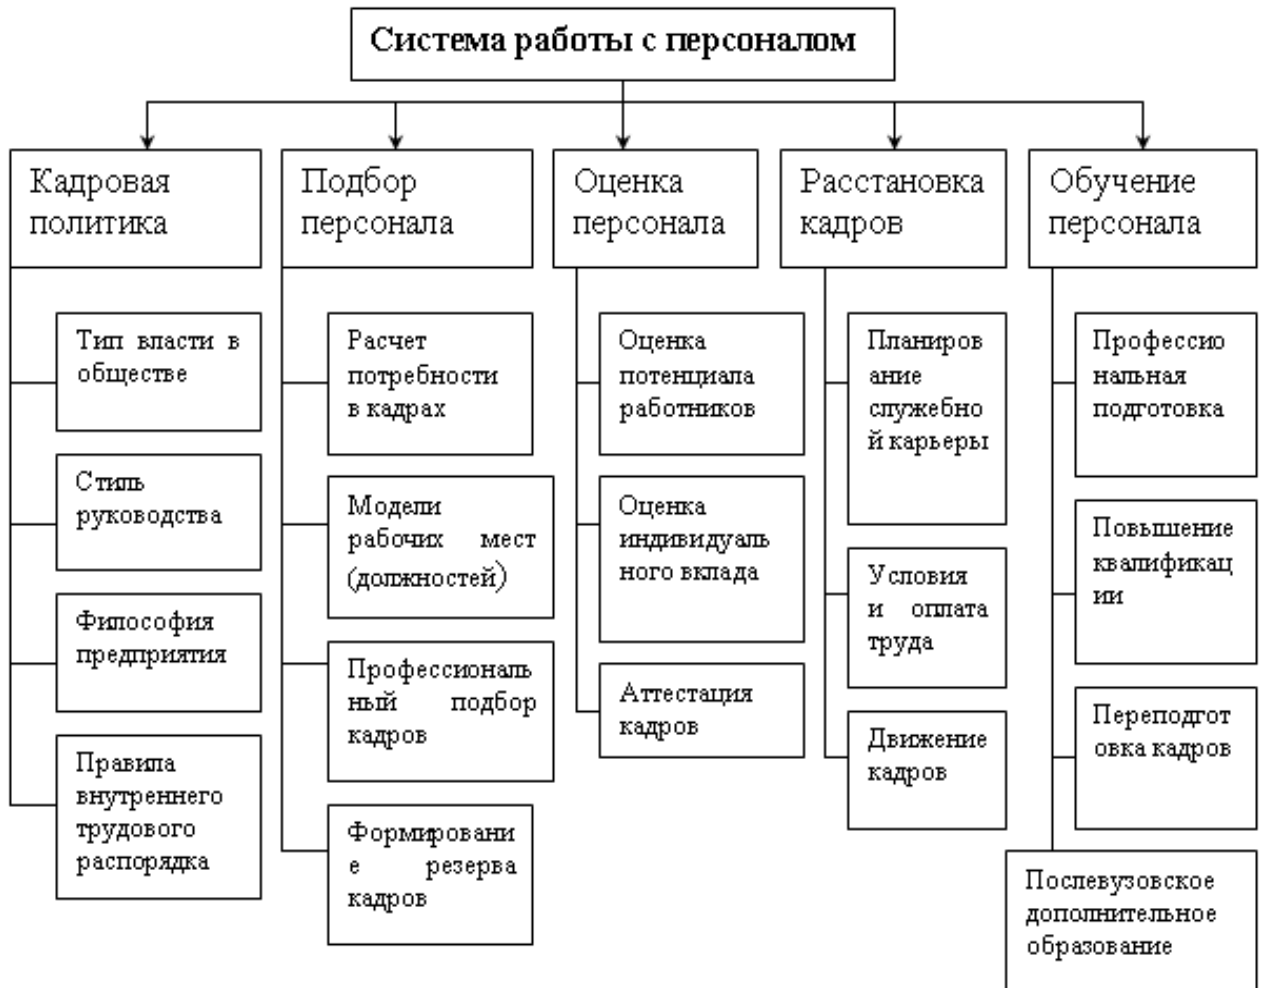 Система работы с персоналом
Кадровая
политика
Подбор
персонала
Оценка
персонала
Расстановка
кадров
Обучение
персонала
Тип власти в
обществе
Стиль
руководства
Философия
предприятия
Правила
внутреннего
трудового
распорядка
Расчет
потребности
в кадрах
Модели
рабочих мест
(должностей)
Профессиональ
ный подбор
кадров
Формировани
е резерва
кадров
Оценка
потенциала
работников
Оценка
индивидуаль
ного вклада
Аттестация
кадров
Планиров
ание
служебно
й карьеры
Условия
и оплата
труда
Движение
кадров
Профессио
нальная
подготовка
Повышение
квалификац
ии
Переподгот
овка кадров
Послевузовское
дополнительное
образование